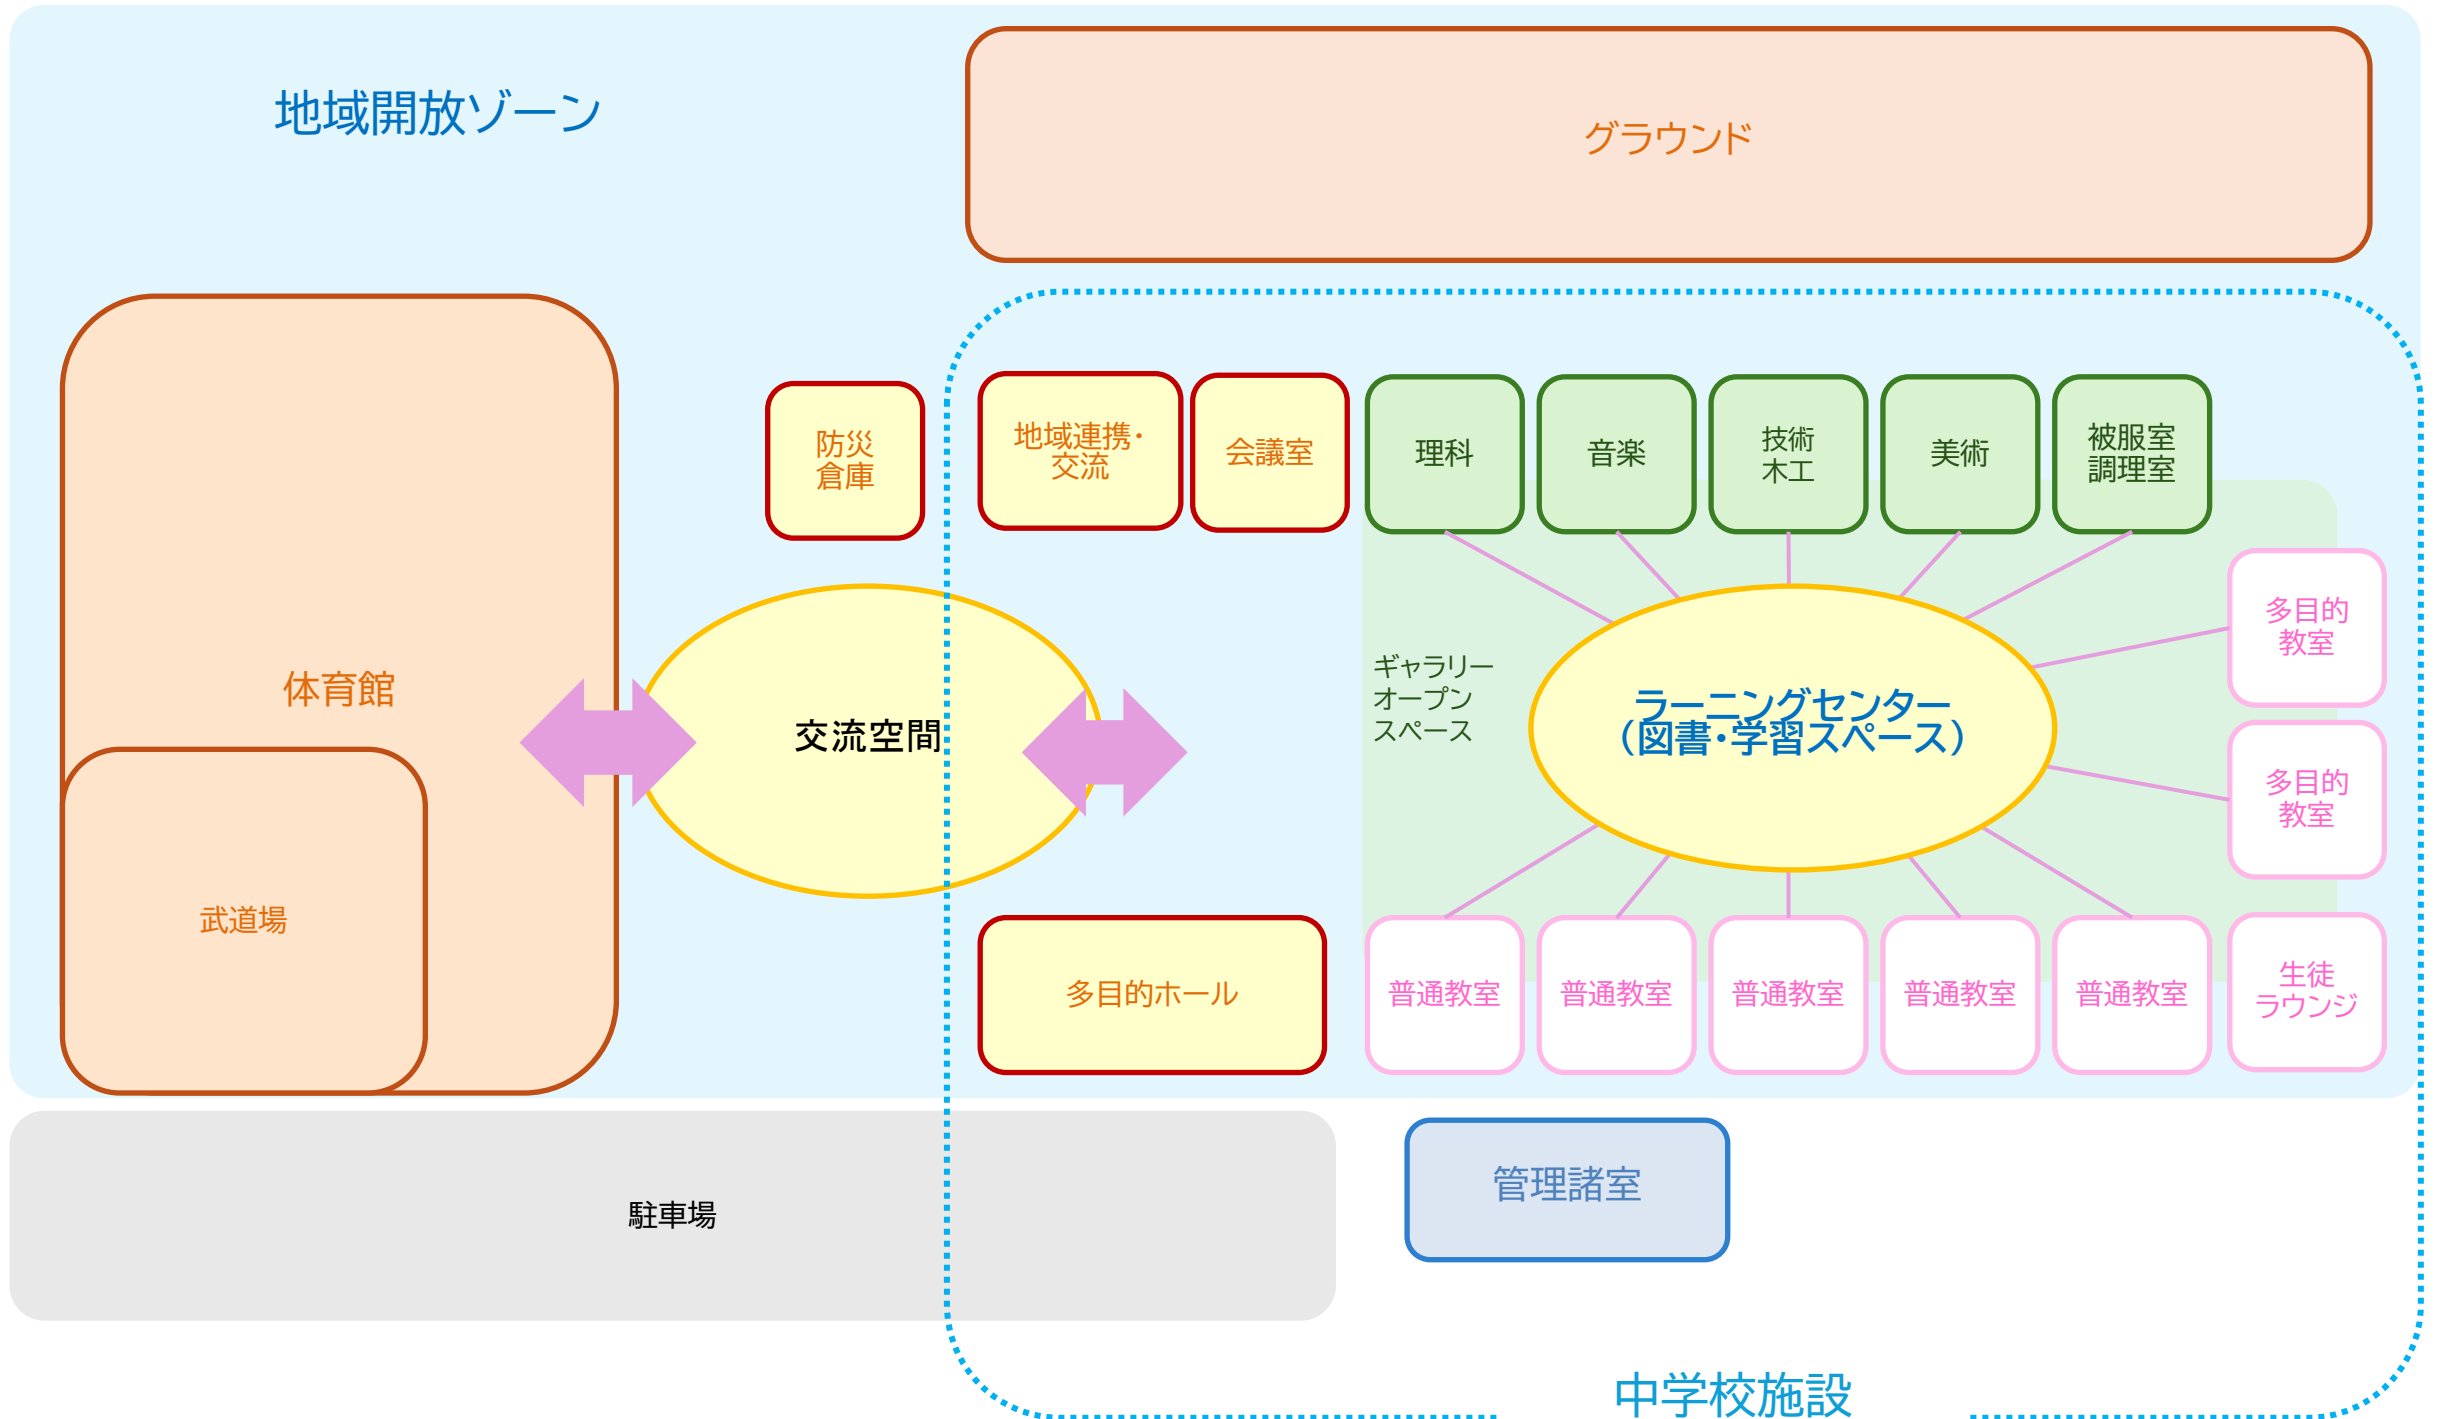 地域開放ゾーン
グラウンド
防災
倉庫
地域連携・
交流
会議室
理科
音楽
技術
木工
美術
被服室
調理室
体育館
武道場
交流空間
ギャラリー
オープン
スペース
ラーニングセンター
（図書・学習スペース）
多目的
教室
多目的
教室
多目的ホール
普通教室
普通教室
普通教室
普通教室
普通教室
生徒
ラウンジ
駐車場
管理諸室
中学校施設